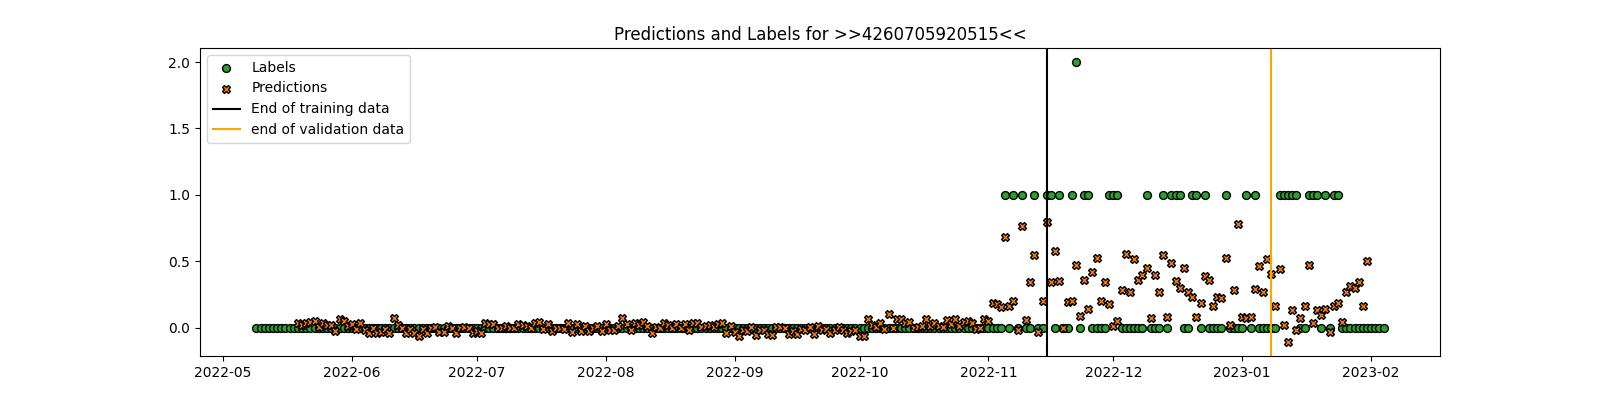 Predictions and Labels for >>4260705920515<<
2.0
1.5
1.0
0.5
0.0
Labels
Predictions
End of training data
end of validation data
2022-05 2022-06 2022-07 2022-08 2022-09 2022-10 2022-11 2022-12 2023-01 2023-02